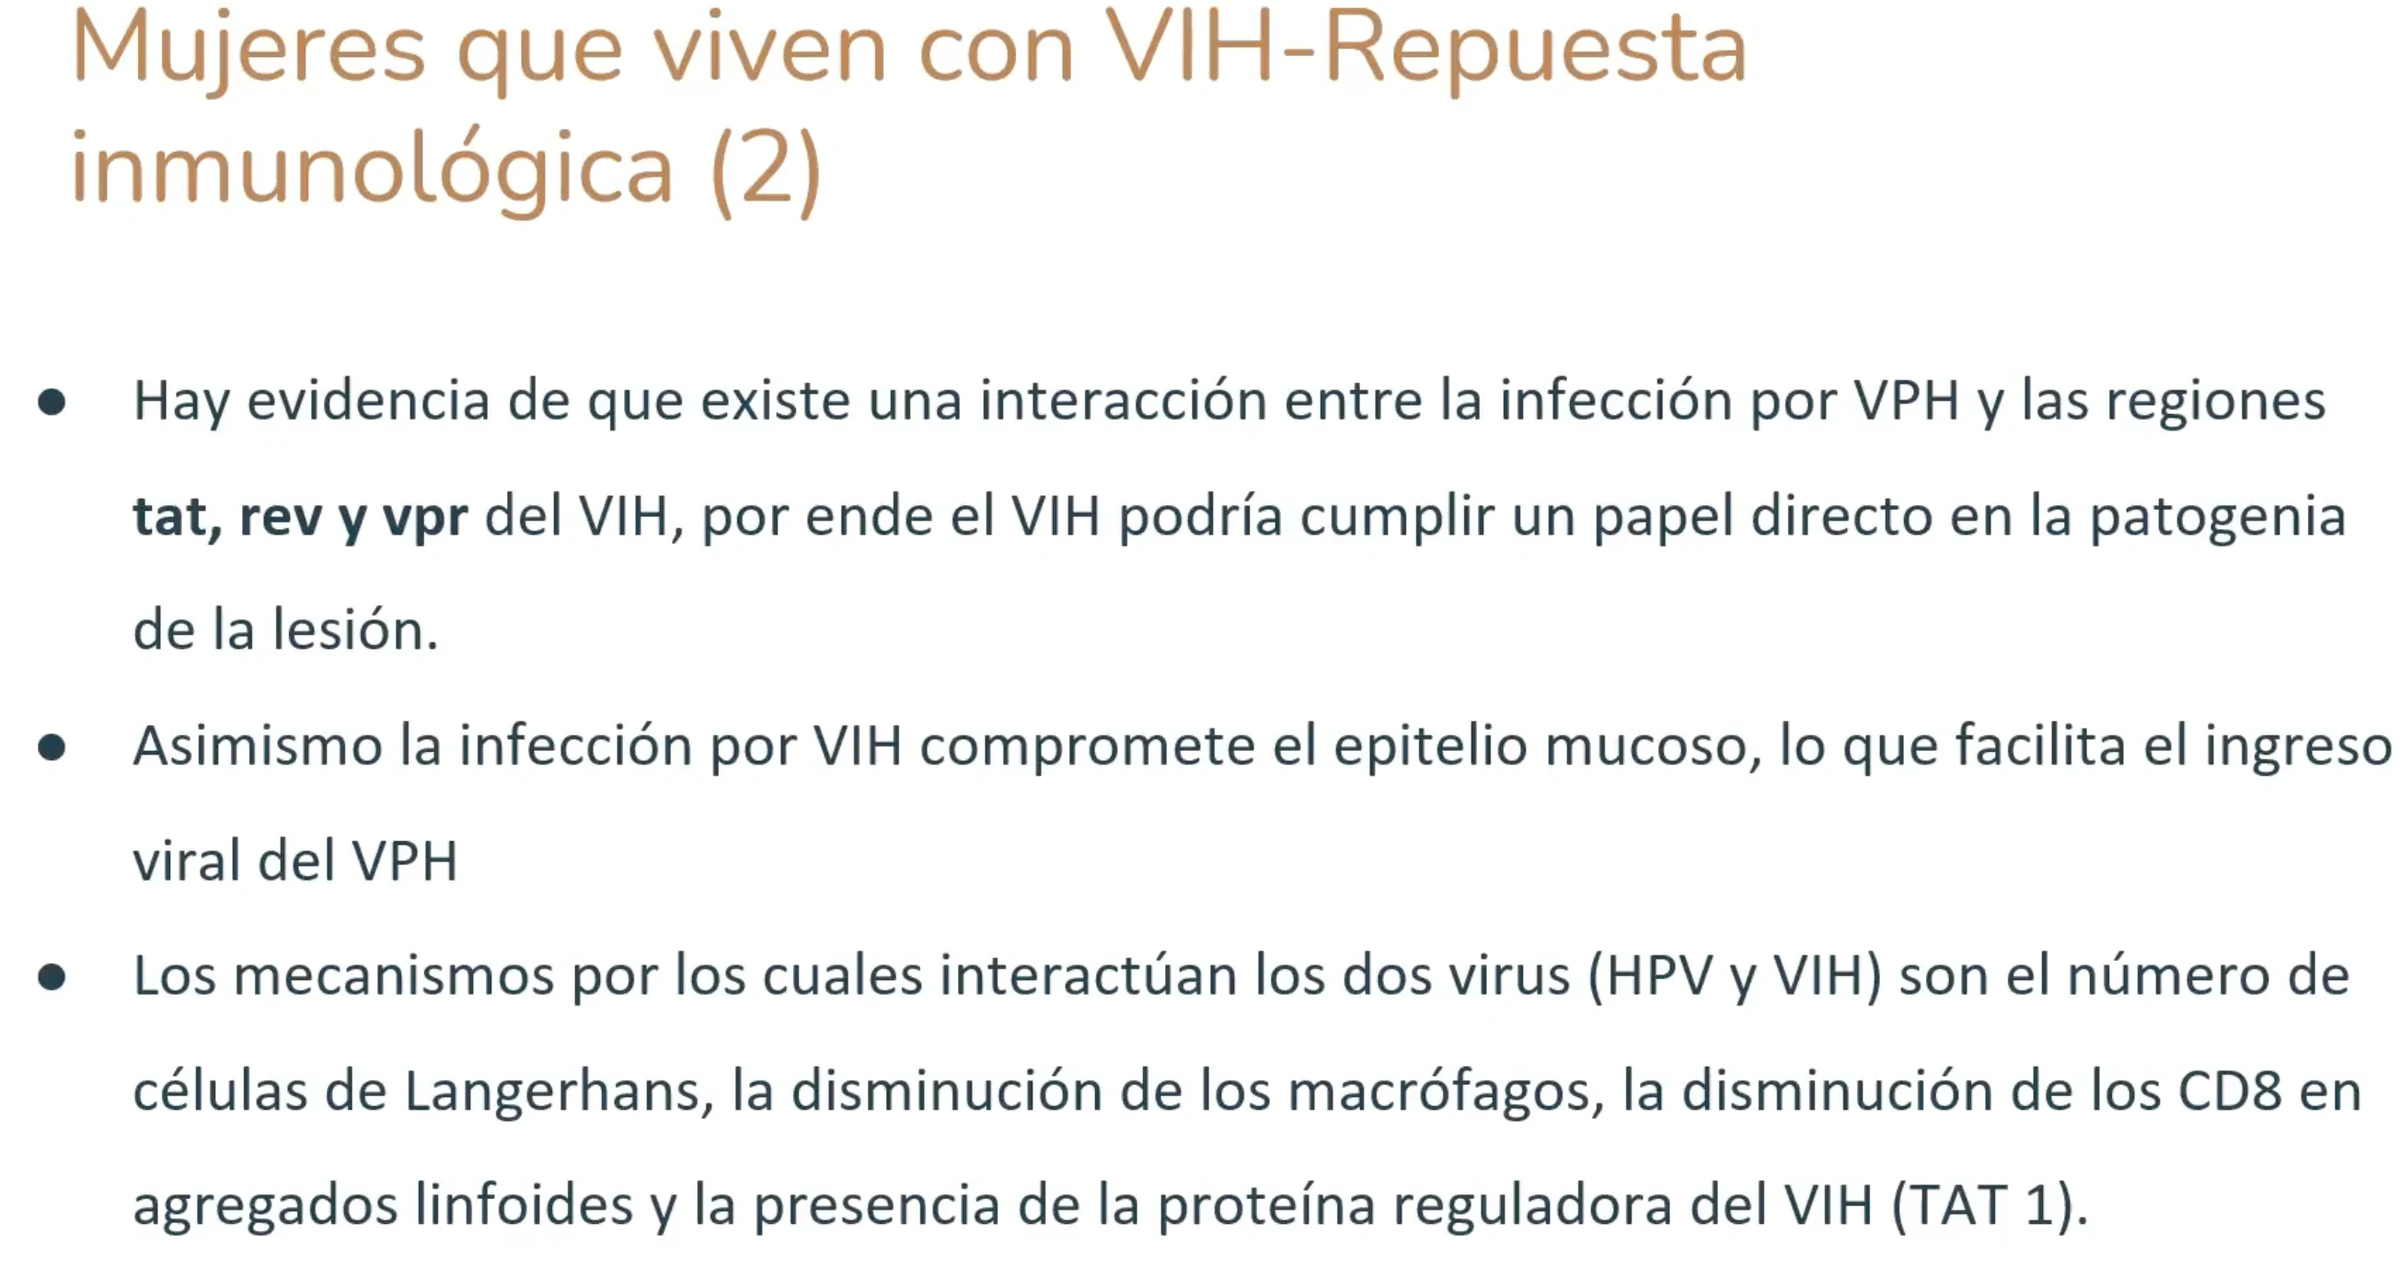 Mujeres que viven con VIH-Repuesta
inmunológica (2)
● Hay evidencia de que existe una interacción entre la infección por VPH y las regiones
tat, rev y vpr del VIH, por ende el VIH podría cumplir un papel directo en la patogenia
de la lesión.
● Asimismo la infección por VIH compromete el epitelio mucoso, lo que facilita el ingreso
viral del VPH
● Los mecanismos por los cuales interactúan los dos virus (HPV y VIH) son el número de
células de Langerhans, la disminución de los macrófagos, la disminución de los CD8 en
agregados linfoides y la presencia de la proteína reguladora del VIH (TAT 1).